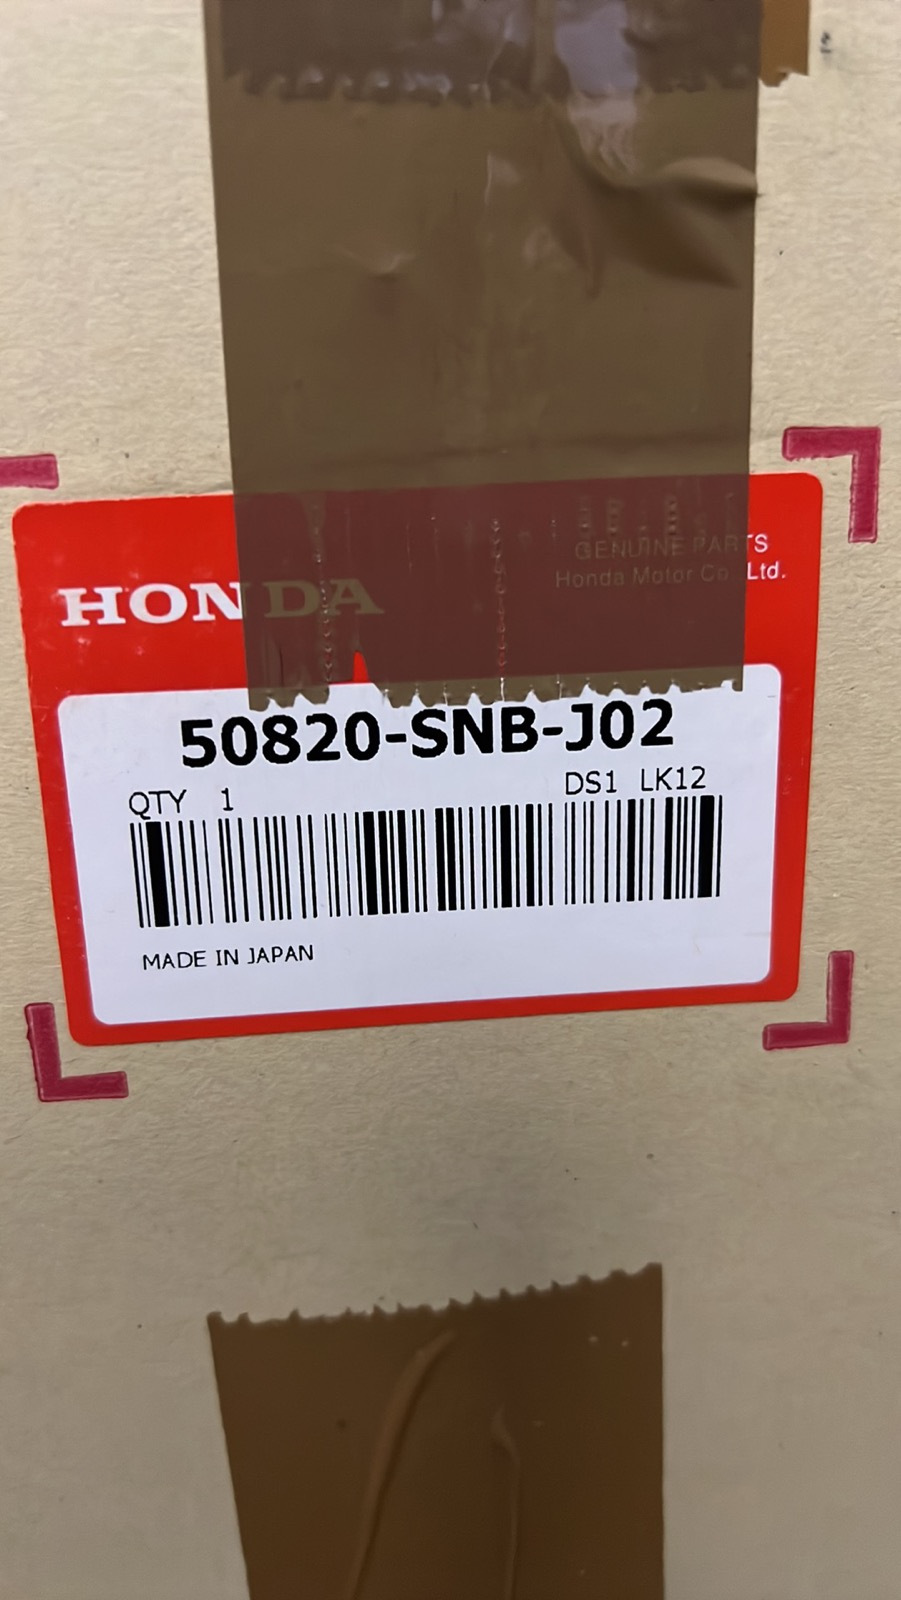 GENUINE PARTS
Honda Motor Co Ltd.
HONDA
50820-SNB-J02
QTY 1
DS1 LK12
MADE IN JAPAN